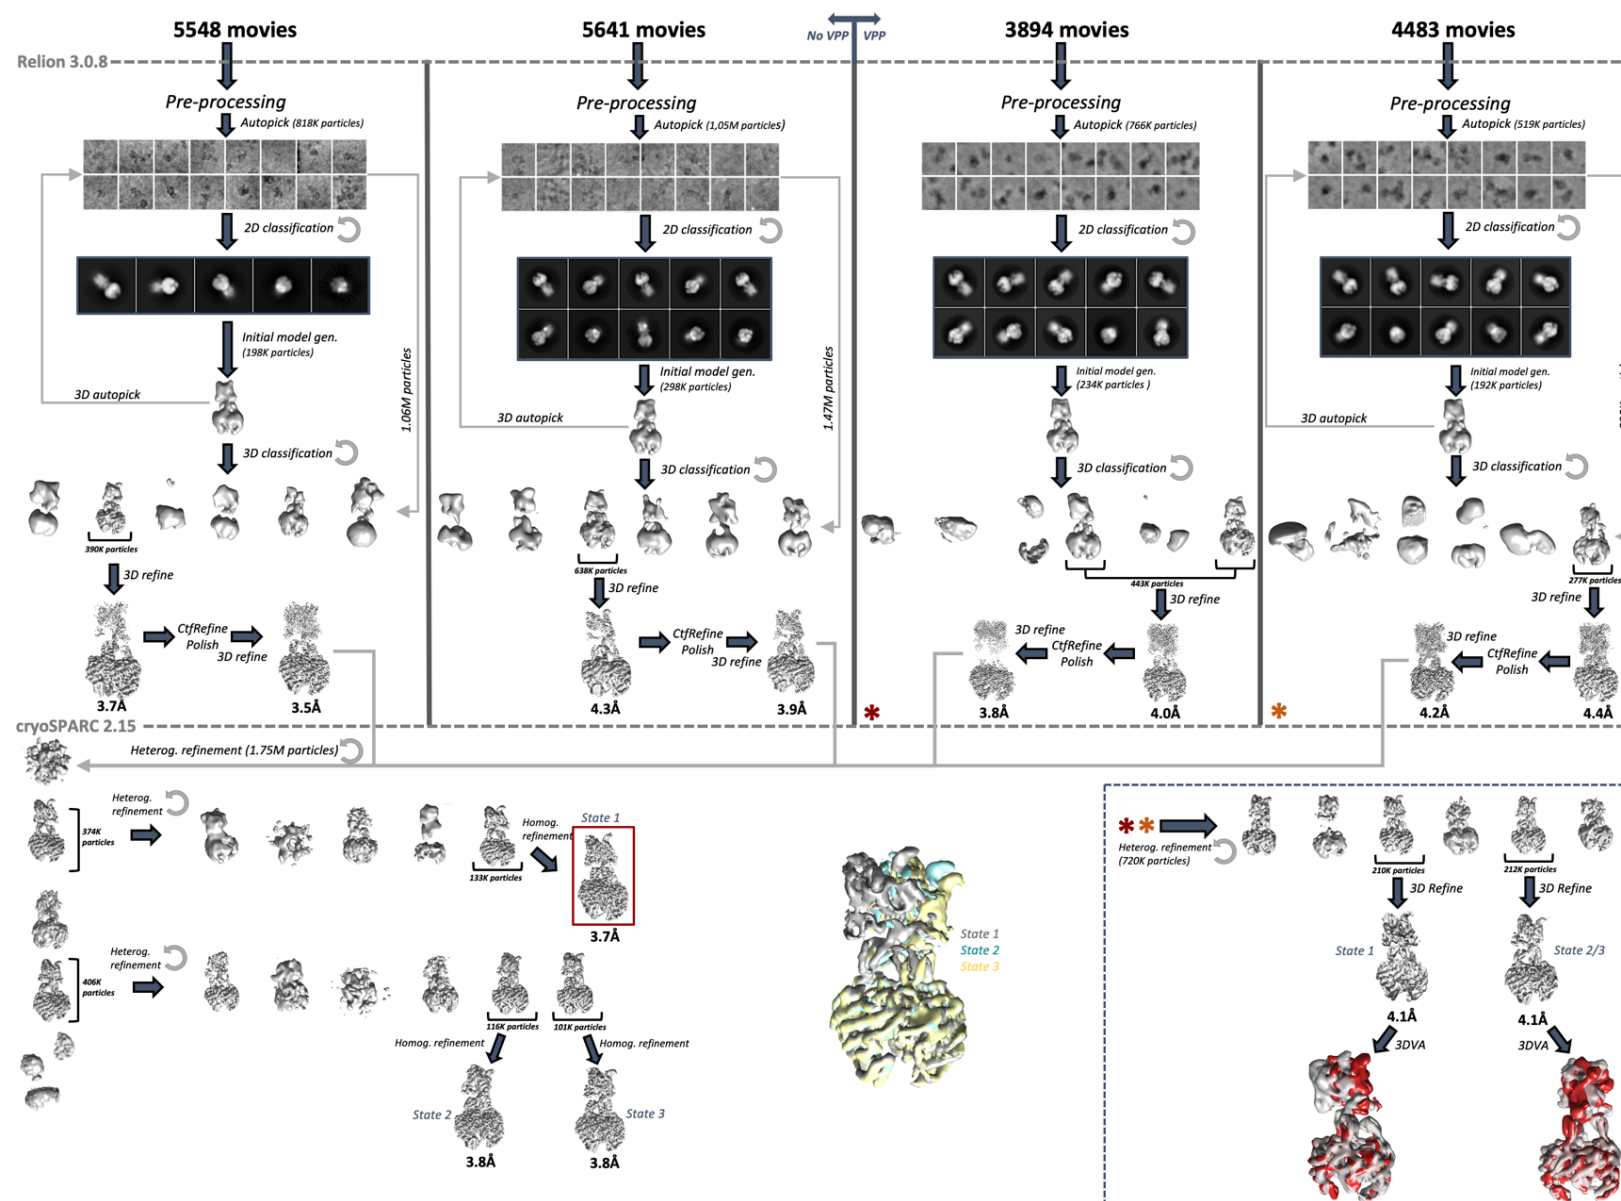 5548 movies
5641 movies
No VPP
VPP
3894 movies
4483 movies
Relion 3.0.8
Pre-processing
Autopick (818K particles)
2D classification
Initial model gen.
(198K particles)
3D autopick
1.06M particles
3D classification
390K particles
3D refine
CtfRefine
Polish
3D refine
3.7Å
3.5Å
Pre-processing
Autopick (1,05M particles)
2D classification
Initial model gen.
(298K particles)
3D autopick
1.47M particles
3D classification
638K particles
3D refine
CtfRefine
Polish
3D refine
4.3Å
3.9Å
Pre-processing
Autopick (766K particles)
2D classification
Initial model gen.
(234K particles )
3D classification
443K particles
3D refine
3D refine
CtfRefine
Polish
3.8Å
4.0Å
*
Pre-processing
Autopick (519K particles)
2D classification
Initial model gen.
(192K particles)
3D autopick
3D classification
277K particles
3D refine
3D refine
CtfRefine
Polish
4.2Å
4.4Å
*
cryoSPARC 2.15
Heterog. refinement (1.75M particles)
374K
particles
Heterog.
refinement
133K particles
Homog.
refinement
State 1
3.7Å
406K
particles
Heterog.
refinement
116K particles
101K particles
Homog. refinement
Homog. refinement
State 2
State 3
3.8Å
3.8Å
State 1
State 2
State 3
* *
Heterog. refinement
(720K particles)
210K particles
212K particles
3D Refine
3D Refine
State 1
State 2/3
4.1Å
4.1Å
3DVA
3DVA